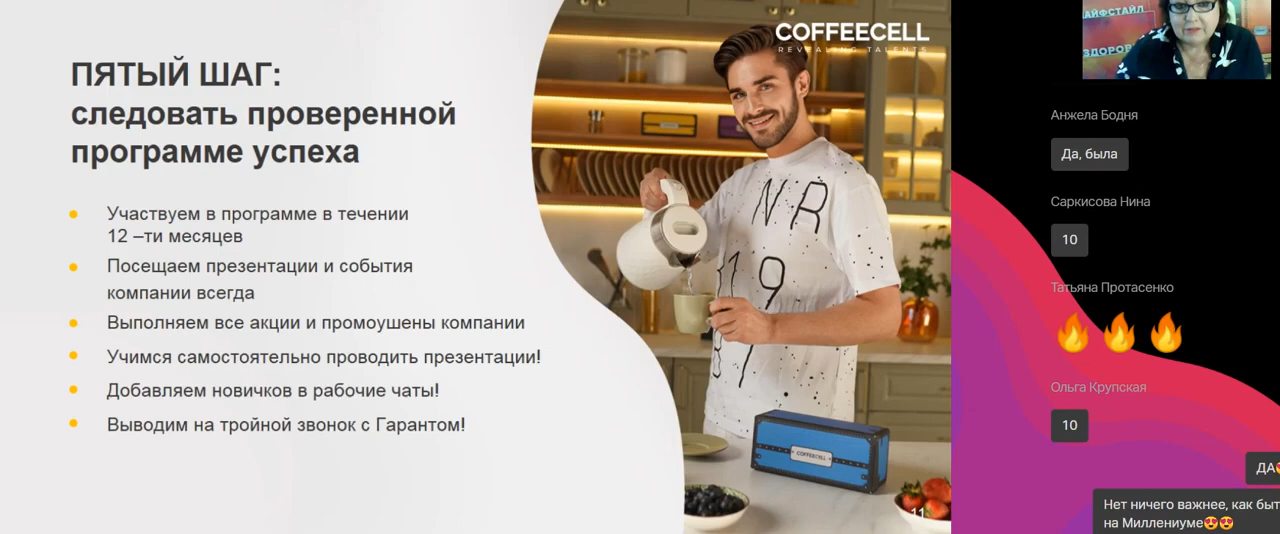 COFFEECELL
REVEALING TALENTS
ПЯТЫЙ ШАГ:
следовать проверенной
программе успеха
Участвуем в программе в течении
12 –ти месяцев
Посещаем презентации и события
компании всегда
Выполняем все акции и промоушены компании
Учимся самостоятельно проводить презентации!
Добавляем новичков в рабочие чаты!
Выводим на тройной звонок с Гарантом!
NR
19
COFFEECELL
11
АЙФСТАЙЛ
ЗДОРОВ
Анжела Бодня
Да, была
Саркисова Нина
10
Татьяна Протасенко
🔥🔥🔥
Ольга Крупская
10
ДА
Нет ничего важнее, как быт
на Миллениуме😍😍